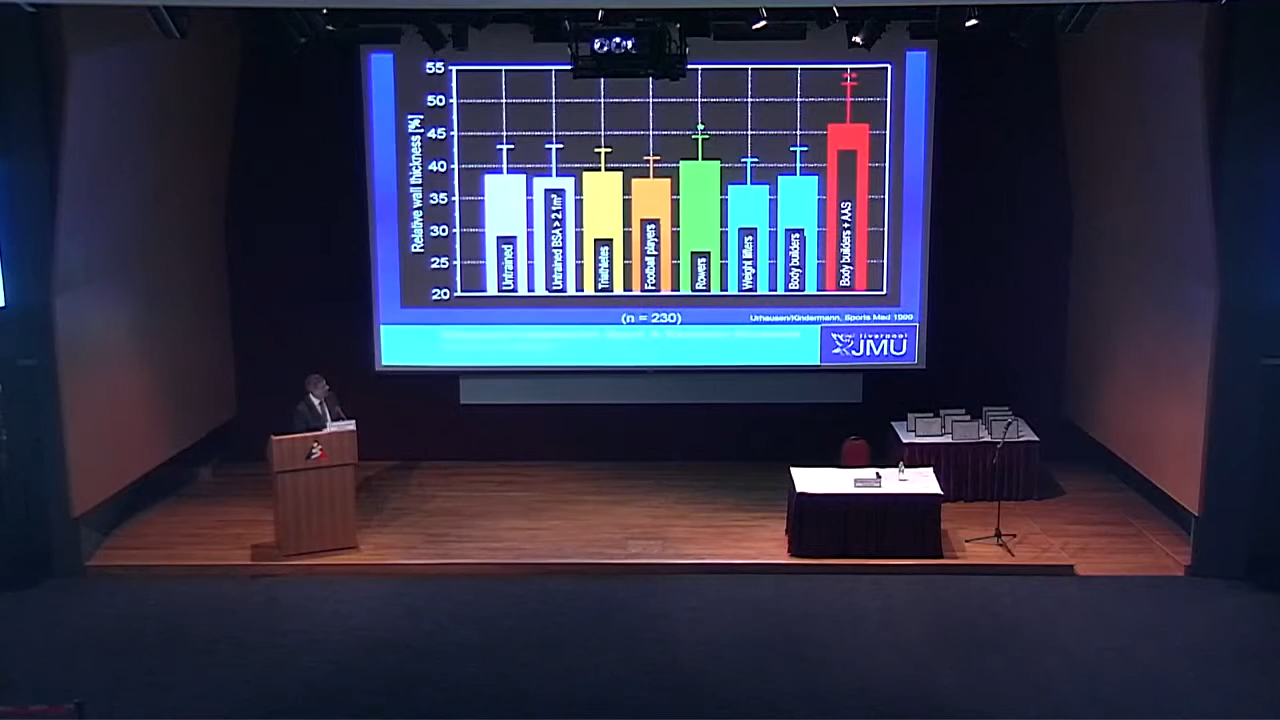 55
50
45
40
35
30
25
20
Relative wall thickness [%]
Untrained
Untrained BSA > 2.1m²
Triathletes
Football players
Rowers
Weight lifters
Body builders
Body builders + AAS
(n = 230)
Urhausen/Kindermann, Sports Med 1999
liverpool
JMU